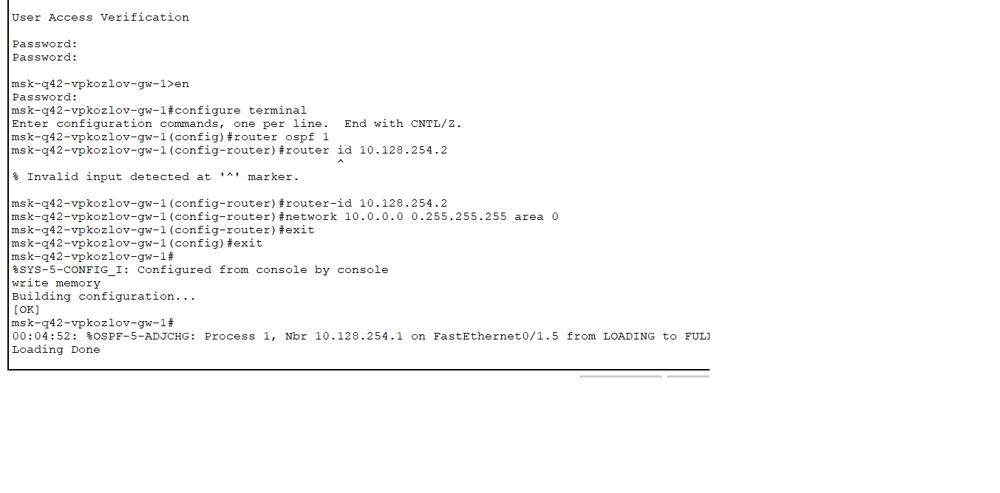 User Access Verification
Password:
Password:
msk-q42-vpkozlov-gw-1>en
Password:
msk-q42-vpkozlov-gw-1#configure terminal
Enter configuration commands, one per line.  End with CNTL/Z.
msk-q42-vpkozlov-gw-1(config)#router ospf 1
msk-q42-vpkozlov-gw-1(config-router)#router id 10.128.254.2
^
% Invalid input detected at '^' marker.
msk-q42-vpkozlov-gw-1(config-router)#router-id 10.128.254.2
msk-q42-vpkozlov-gw-1(config-router)#network 10.0.0.0 0.255.255.255 area 0
msk-q42-vpkozlov-gw-1(config-router)#exit
msk-q42-vpkozlov-gw-1(config)#exit
msk-q42-vpkozlov-gw-1#
%SYS-5-CONFIG_I: Configured from console by console
write memory
Building configuration...
[OK]
msk-q42-vpkozlov-gw-1#
00:04:52: %OSPF-5-ADJCHG: Process 1, Nbr 10.128.254.1 on FastEthernet0/1.5 from LOADING to FULL
Loading Done